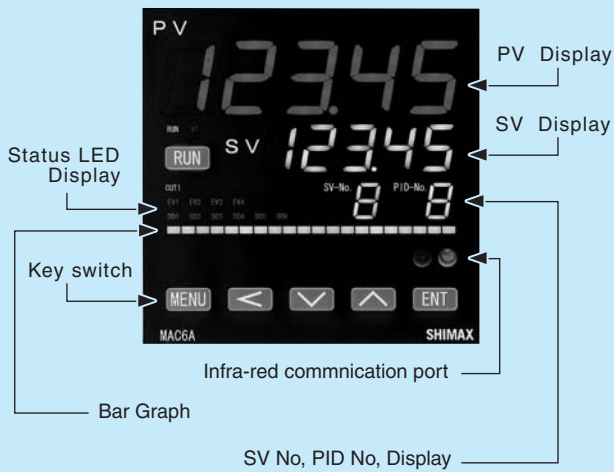 PV
123.45
PV Display
RUN
SV
123.45
SV Display
RUN
Status LED
Display
OUT1
SV-No.
8
PID-No.
8
EV1 EV2 EV3 EV4
DO1 DO2 DO3 DO4 DO5 DO6
Key switch
MENU
ENT
MAC6A
SHIMAX
Infra-red commnication port
Bar Graph
SV No, PID No, Display